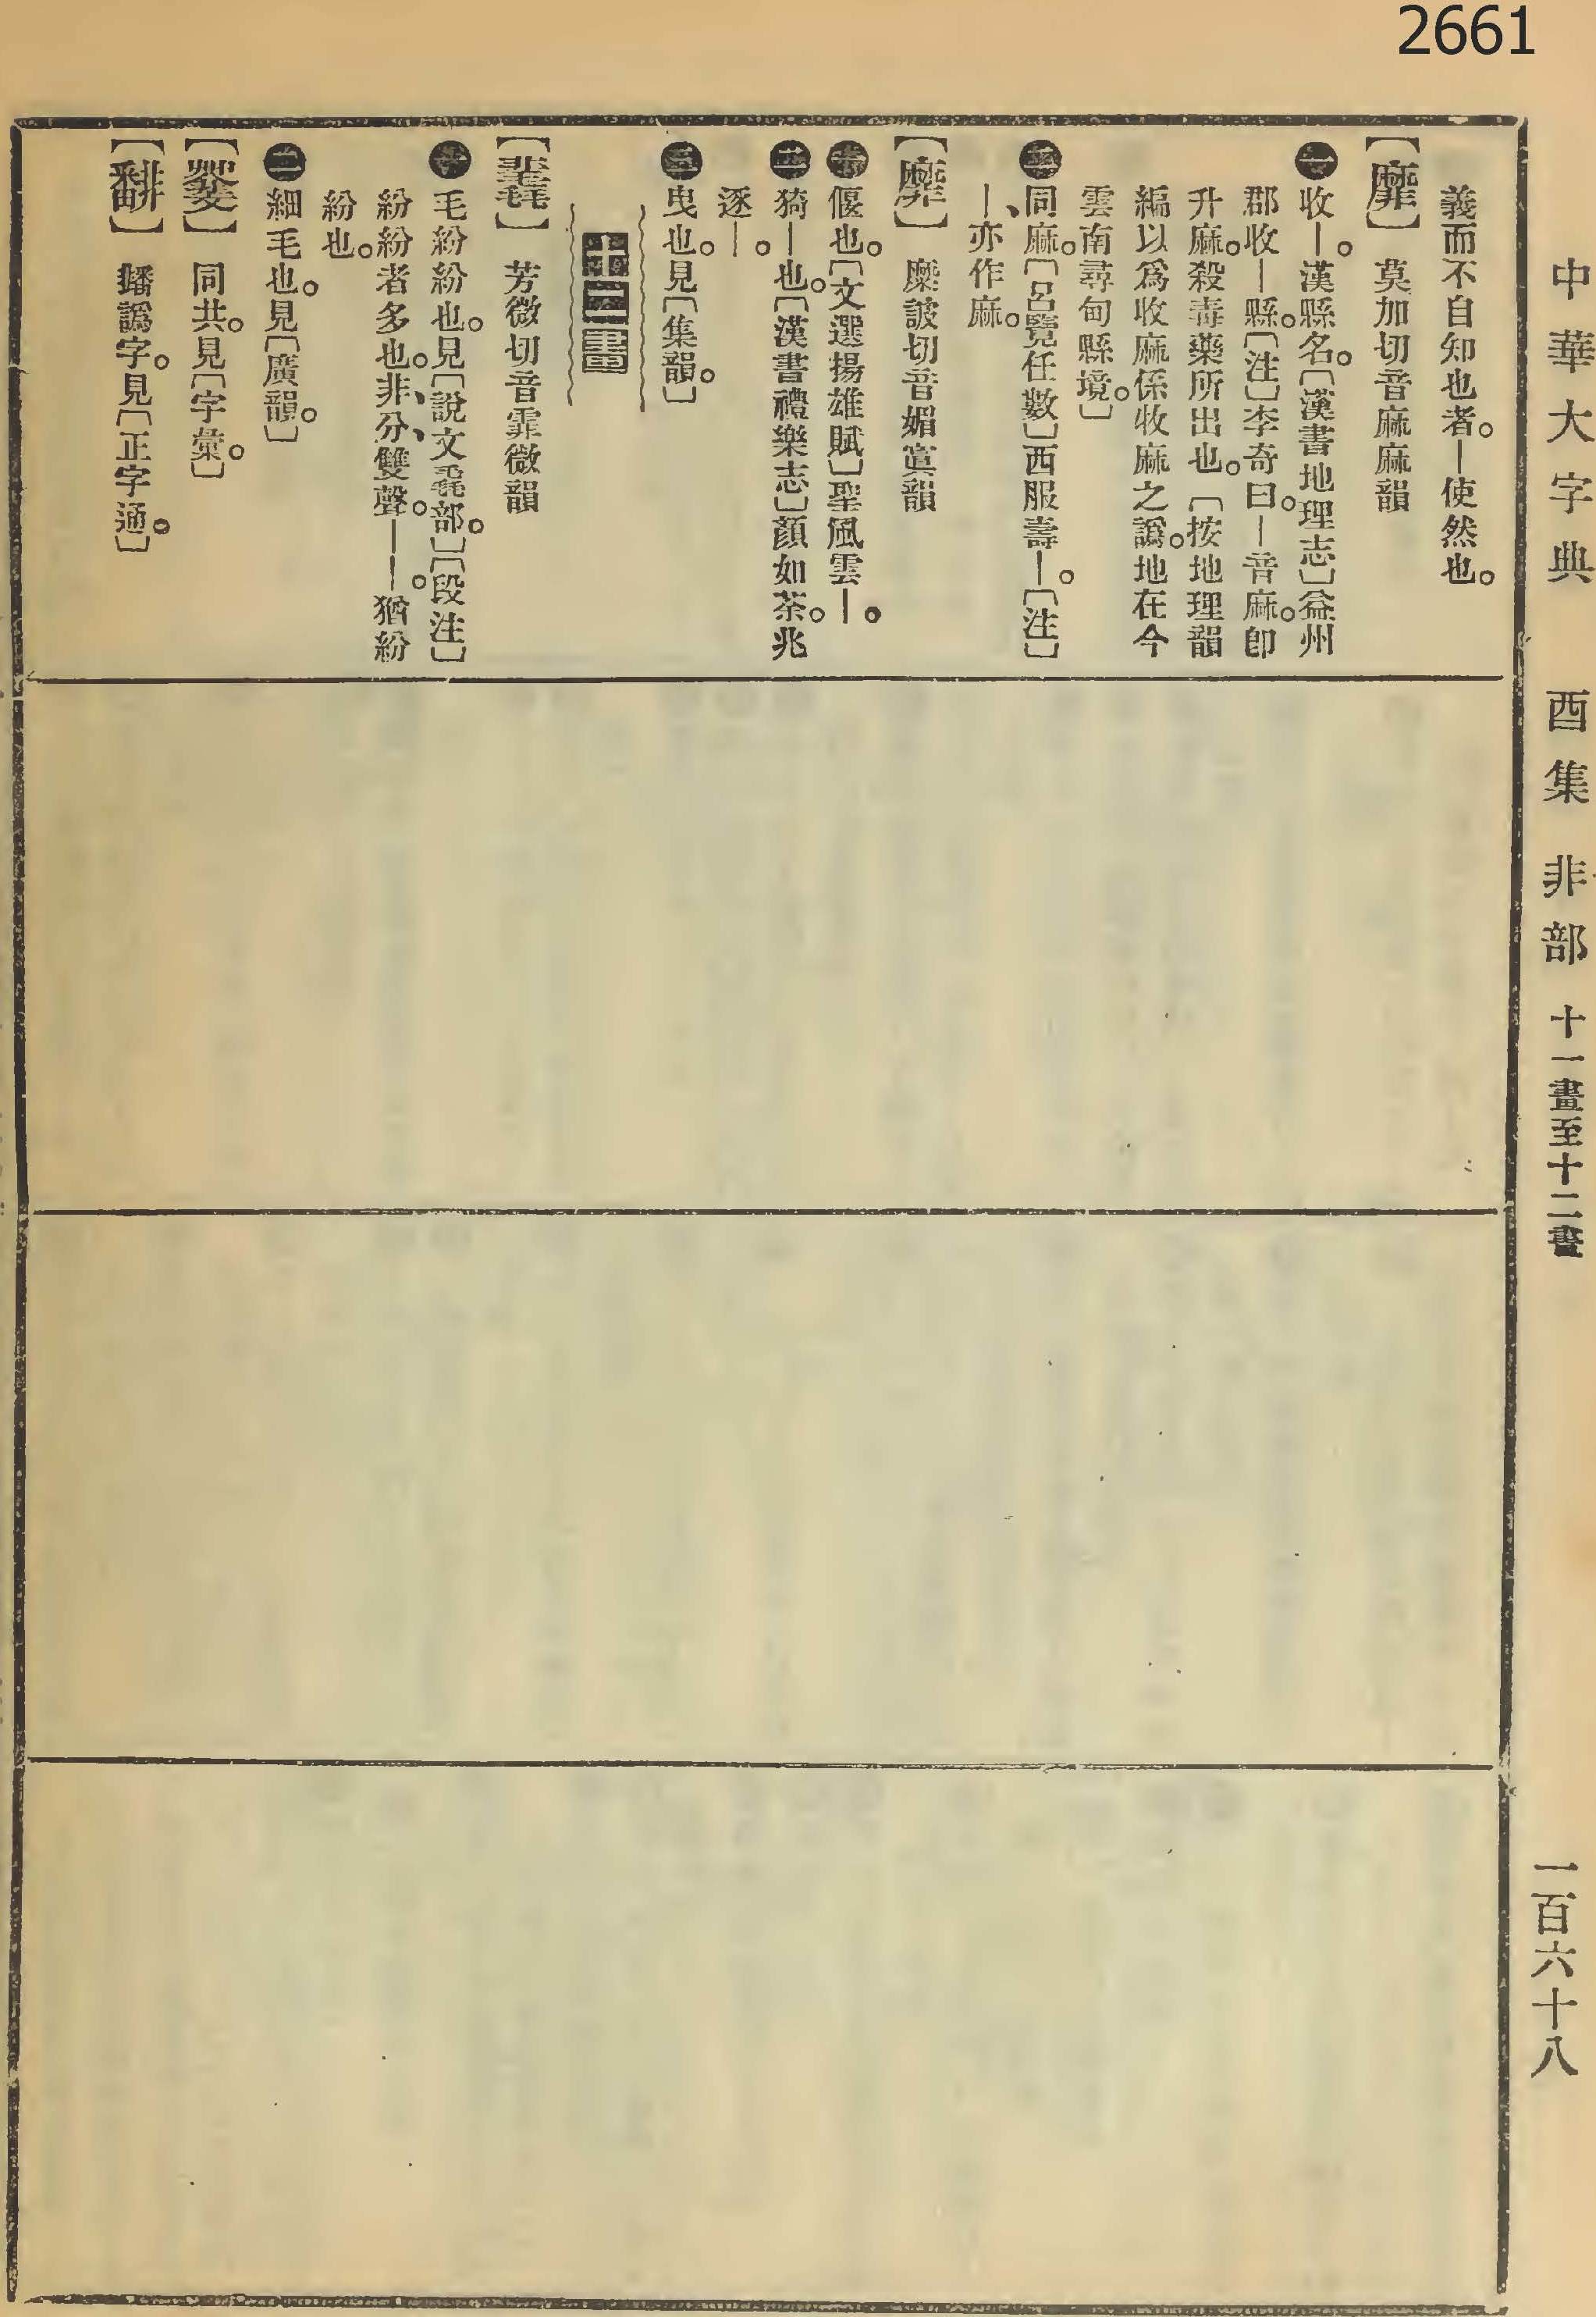 2661
中華大字典 酉集 非部 十一畫至十二畫 一百六十八
義而不自知也者。—使然也。
【靡】 莫加切音麻麻韻
㊀收—。漢縣名。〔漢書地理志〕益州
郡收—縣。〔注〕李奇曰。—音麻。卽
升麻。殺毒藥所出也。〔按地理韻
編以爲收麻係收麻之譌。地在今
雲南尋甸縣境。〕
㊁同麻。〔呂覽任數〕西服壽—。〔注〕
—、亦作麻。
【靡】 縻詖切音媚寘韻
㊀偃也。〔文選揚雄賦〕聖風雲—。
㊁猗—也。〔漢書禮樂志〕顏如荼。兆
逐—。
㊂曳也。見〔集韻。〕
十二畫
【靟】 芳微切音霏微韻
㊀毛紛紛也。見〔說文毳部。〕〔段注〕
紛紛者多也。非、分、雙聲。——。猶紛
紛也。
㊁細毛也。見〔廣韻。〕
同共。見〔字彙。〕
譌字。見〔正字通。〕